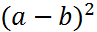 (a − b)²